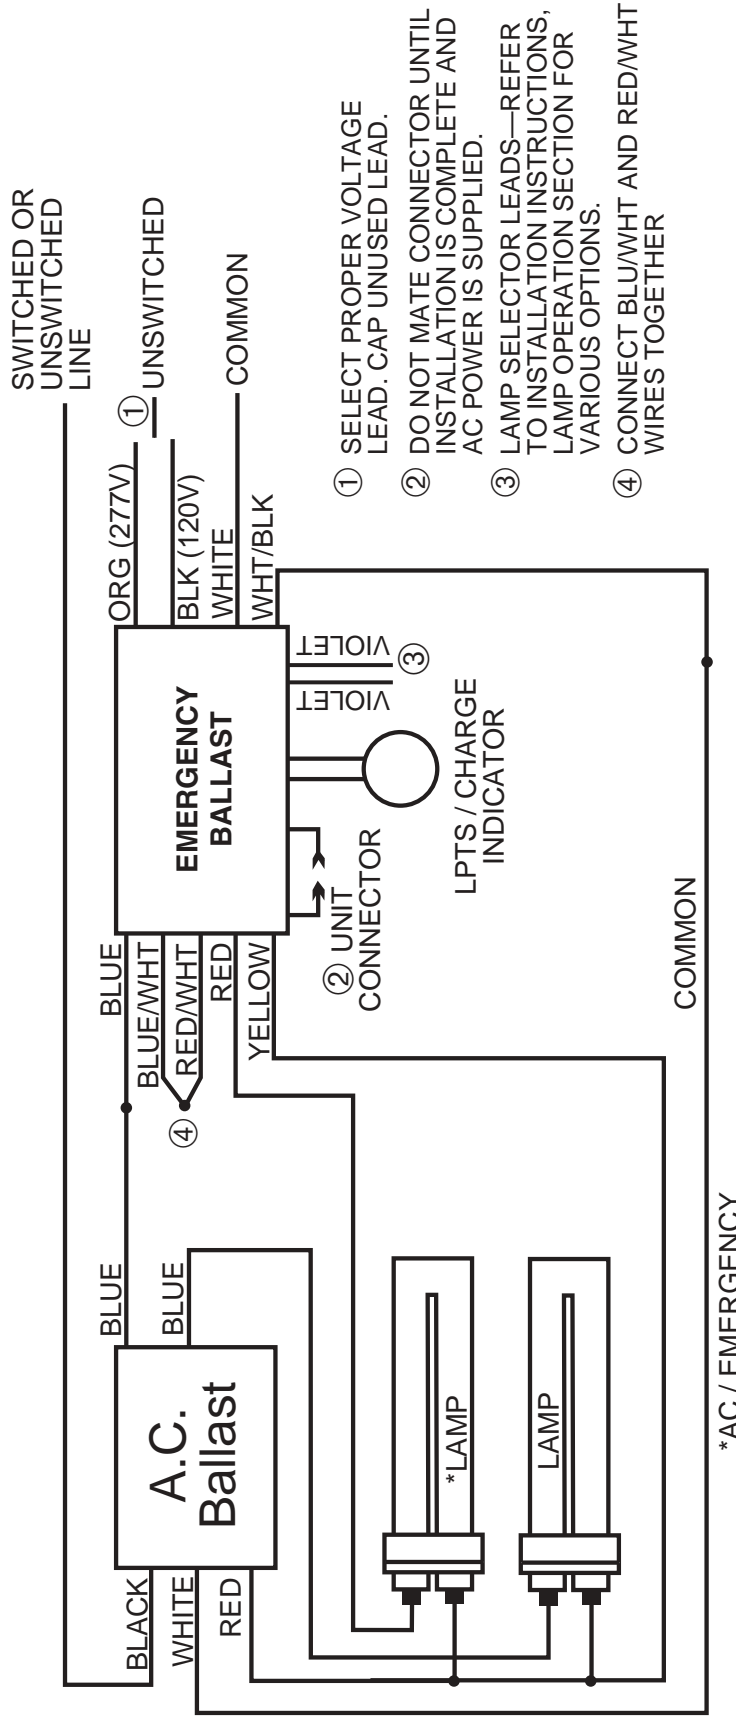 SWITCHED OR
UNSWITCHED
LINE
ORG (277V)
① UNSWITCHED
BLK (120V)
WHITE
COMMON
WHT/BLK
EMERGENCY
BALLAST
BLUE
BLUE/WHT
RED/WHT
④
RED
YELLOW
② UNIT
CONNECTOR
LPTS / CHARGE
INDICATOR
VIOLET
VIOLET
③
BLUE
BLUE
A.C.
Ballast
BLACK
WHITE
RED
*LAMP
LAMP
COMMON
*AC / EMERGENCY
① SELECT PROPER VOLTAGE
LEAD. CAP UNUSED LEAD.
② DO NOT MATE CONNECTOR UNTIL
INSTALLATION IS COMPLETE AND
AC POWER IS SUPPLIED.
③ LAMP SELECTOR LEADS—REFER
TO INSTALLATION INSTRUCTIONS,
LAMP OPERATION SECTION FOR
VARIOUS OPTIONS.
④ CONNECT BLU/WHT AND RED/WHT
WIRES TOGETHER